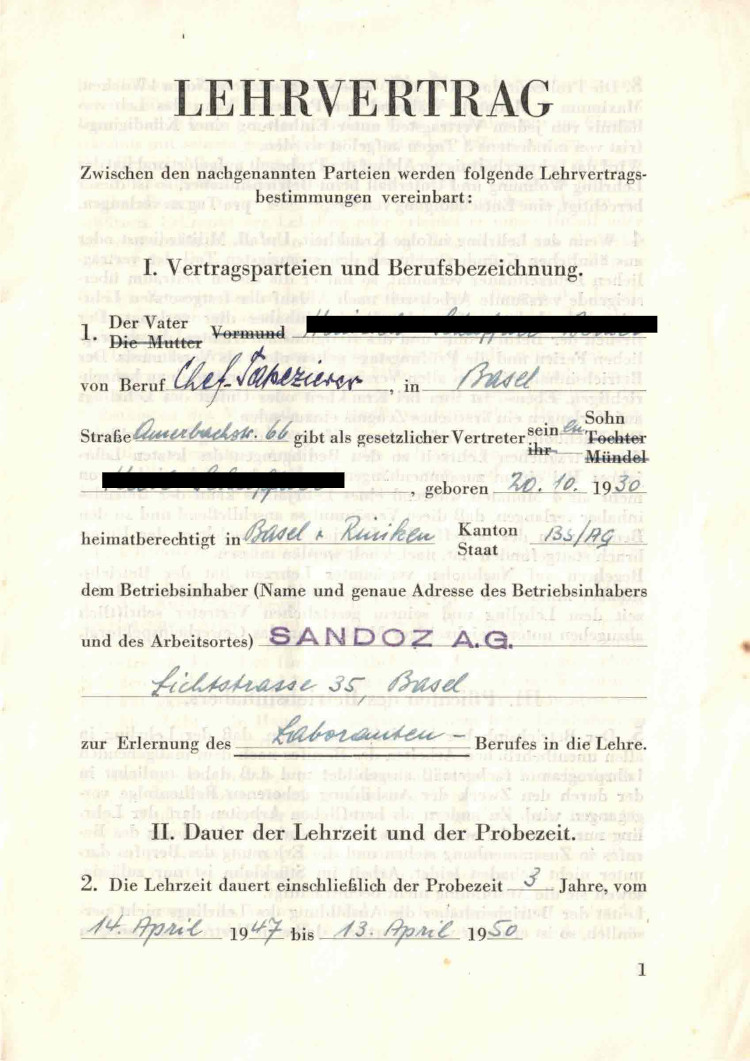 LEHRVERTRAG
Zwischen den nachgenannten Parteien werden folgende Lehrvertrags-
bestimmungen vereinbart:
I. Vertragsparteien und Berufsbezeichnung.
1. Der Vater
Die Mutter Vormund
von Beruf Chef-Tapezierer, in Basel
Straße Amerbachstr. 66 gibt als gesetzlicher Vertreter sein en Sohn
ihr Tochter
Mündel
, geboren 20. 10. 1930
heimatberechtigt in Basel + Riniken Kanton BS/AG
Staat
dem Betriebsinhaber (Name und genaue Adresse des Betriebsinhabers
und des Arbeitsortes) SANDOZ A.G.
Lichtstrasse 35, Basel
zur Erlernung des Laboranten- Berufes in die Lehre.
II. Dauer der Lehrzeit und der Probezeit.
2. Die Lehrzeit dauert einschließlich der Probezeit 3 Jahre, vom
14. April 1947 bis 13. April 1950
1